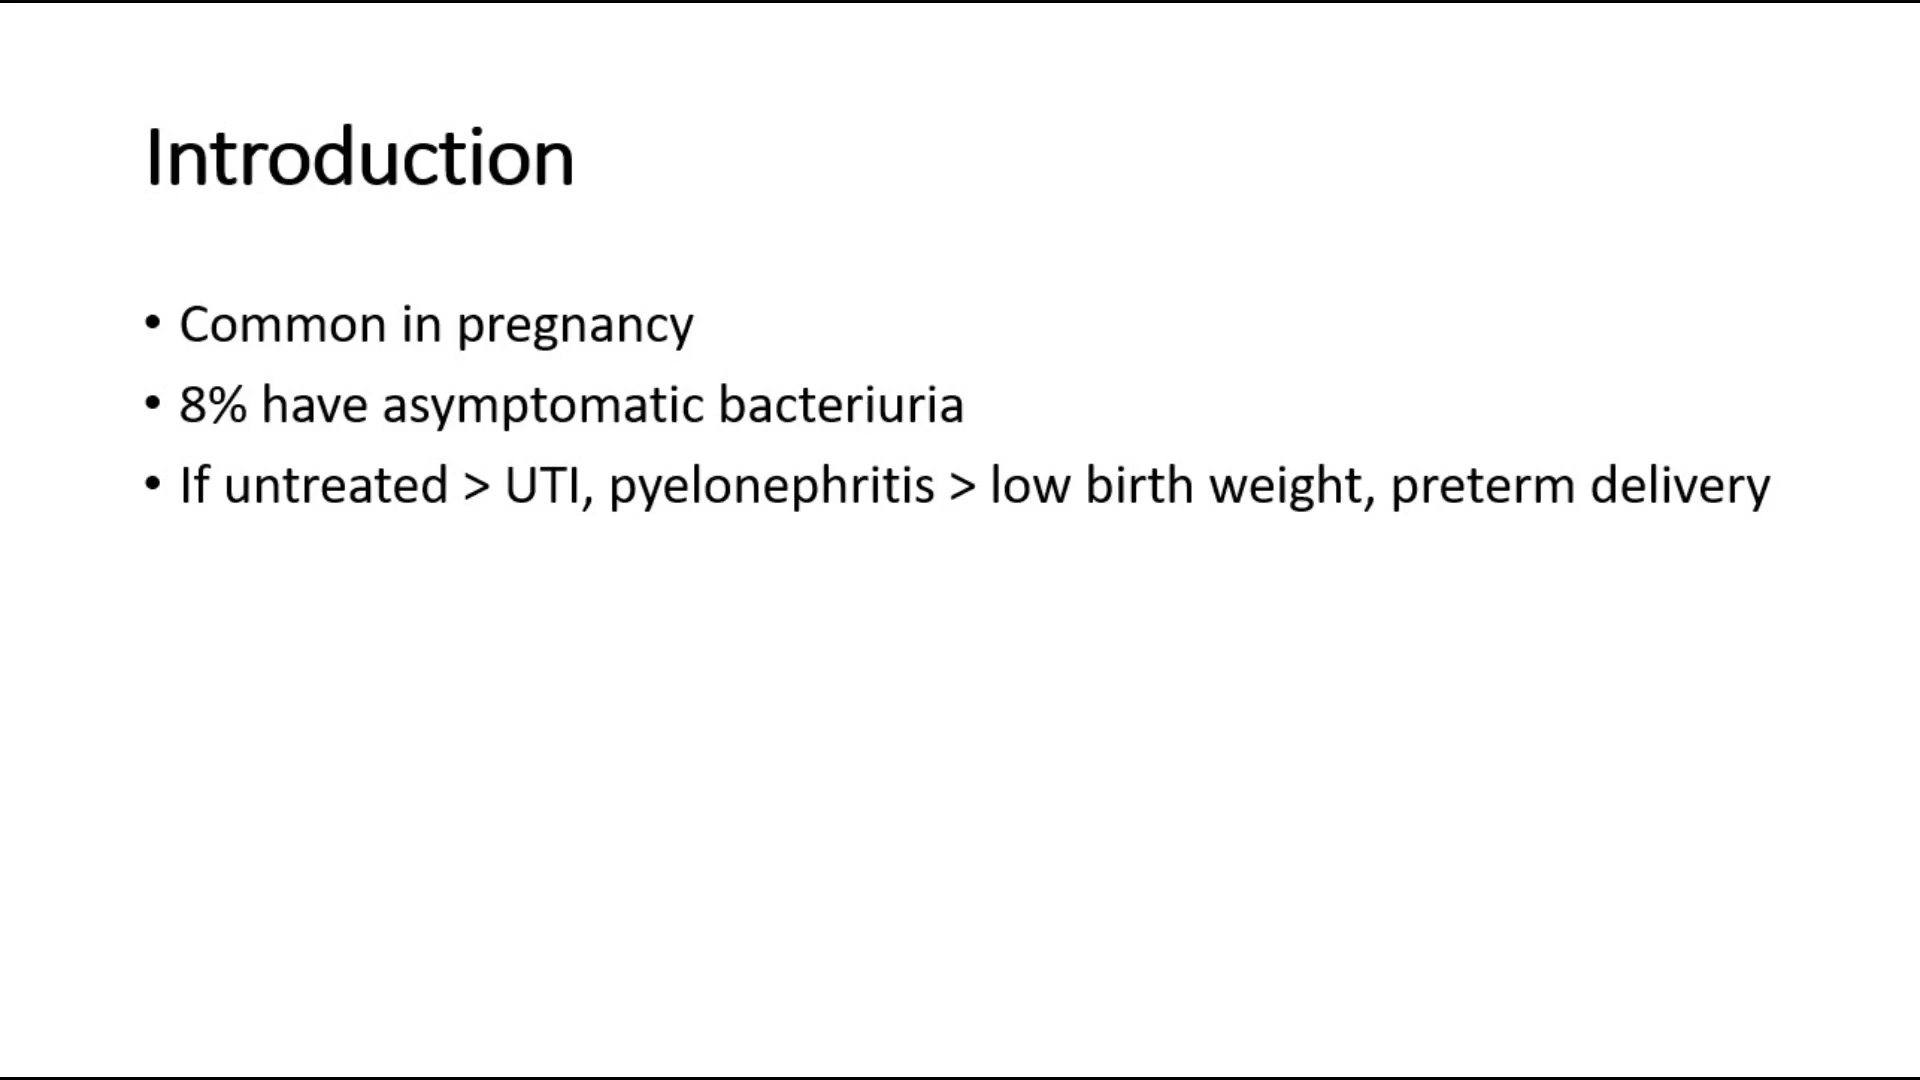 Introduction
• Common in pregnancy
• 8% have asymptomatic bacteriuria
• If untreated > UTI, pyelonephritis > low birth weight, preterm delivery